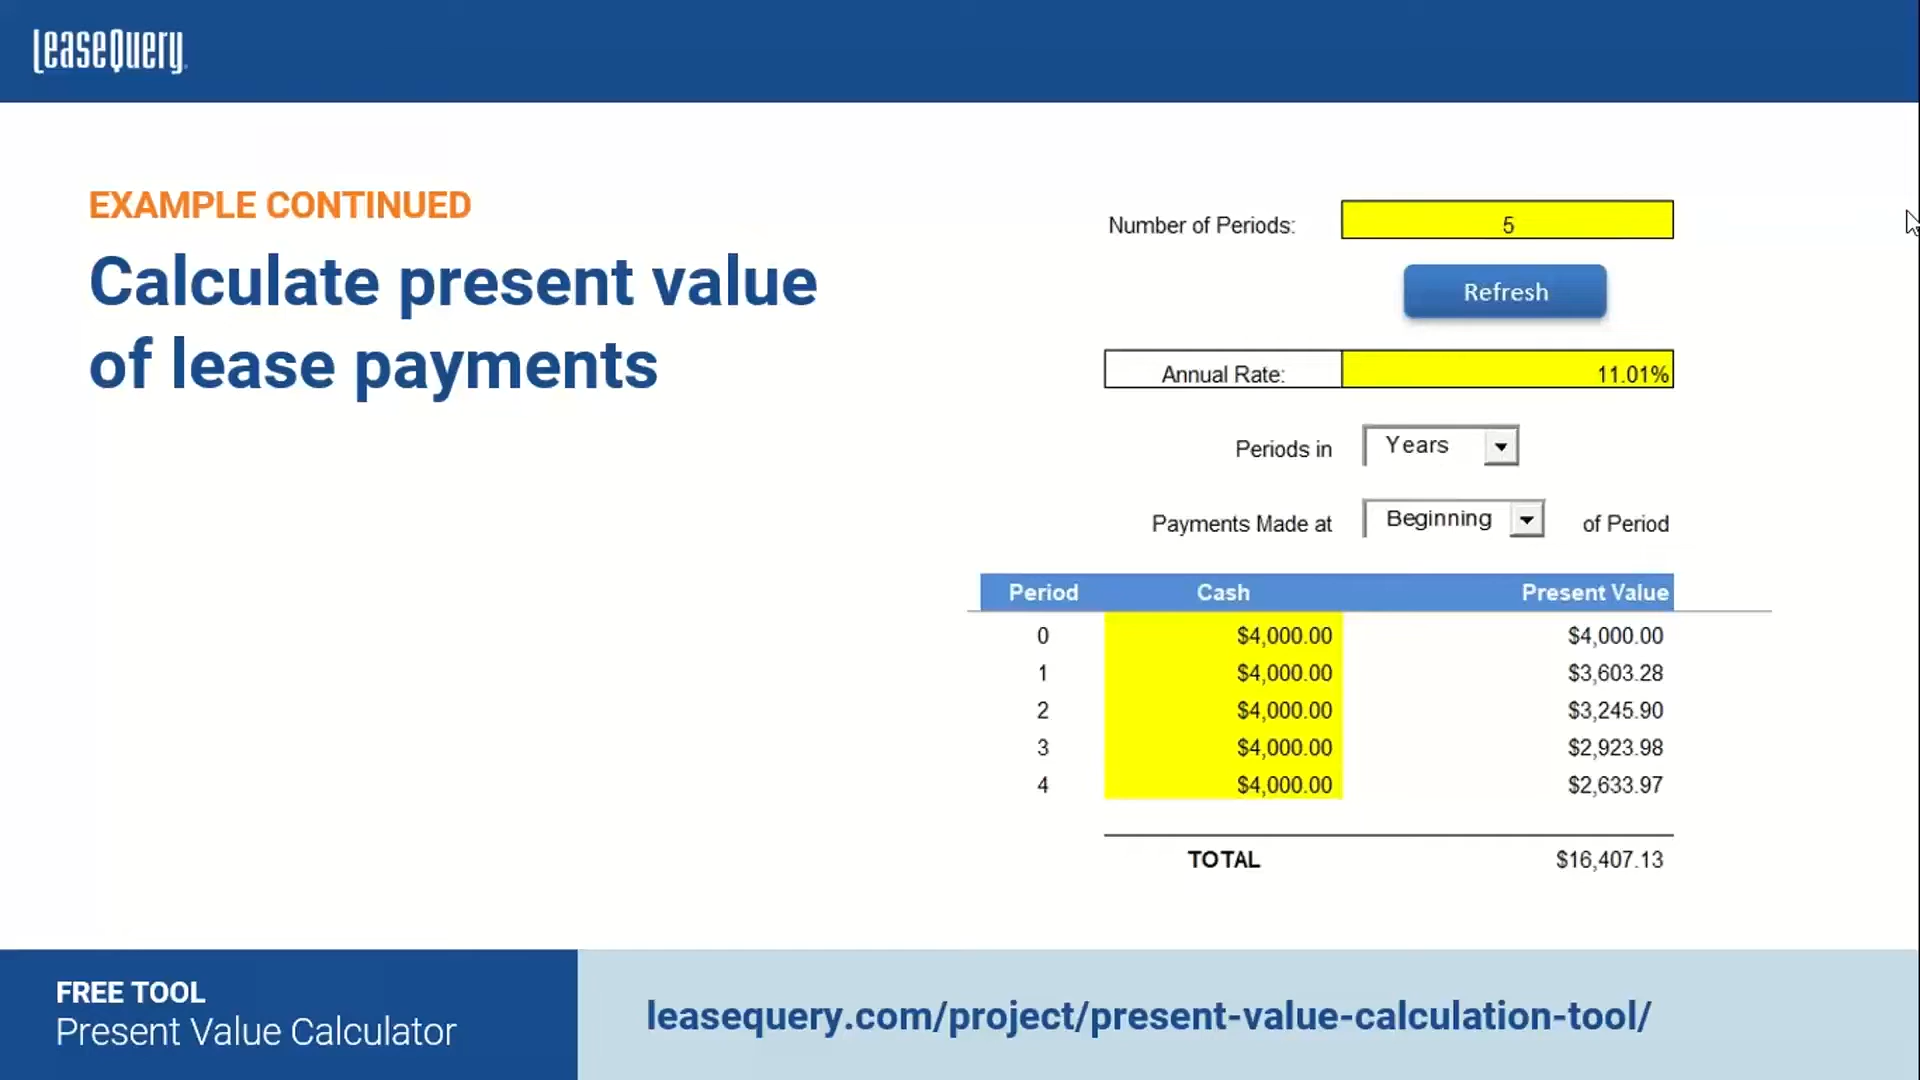 LeaseQuery
EXAMPLE CONTINUED
Calculate present value
of lease payments
Number of Periods: 5
Refresh
Annual Rate: 11.01%
Periods in Years
Payments Made at Beginning of Period
Period Cash Present Value
0 $4,000.00 $4,000.00
1 $4,000.00 $3,603.28
2 $4,000.00 $3,245.90
3 $4,000.00 $2,923.98
4 $4,000.00 $2,633.97
TOTAL $16,407.13
FREE TOOL
Present Value Calculator
leasequery.com/project/present-value-calculation-tool/